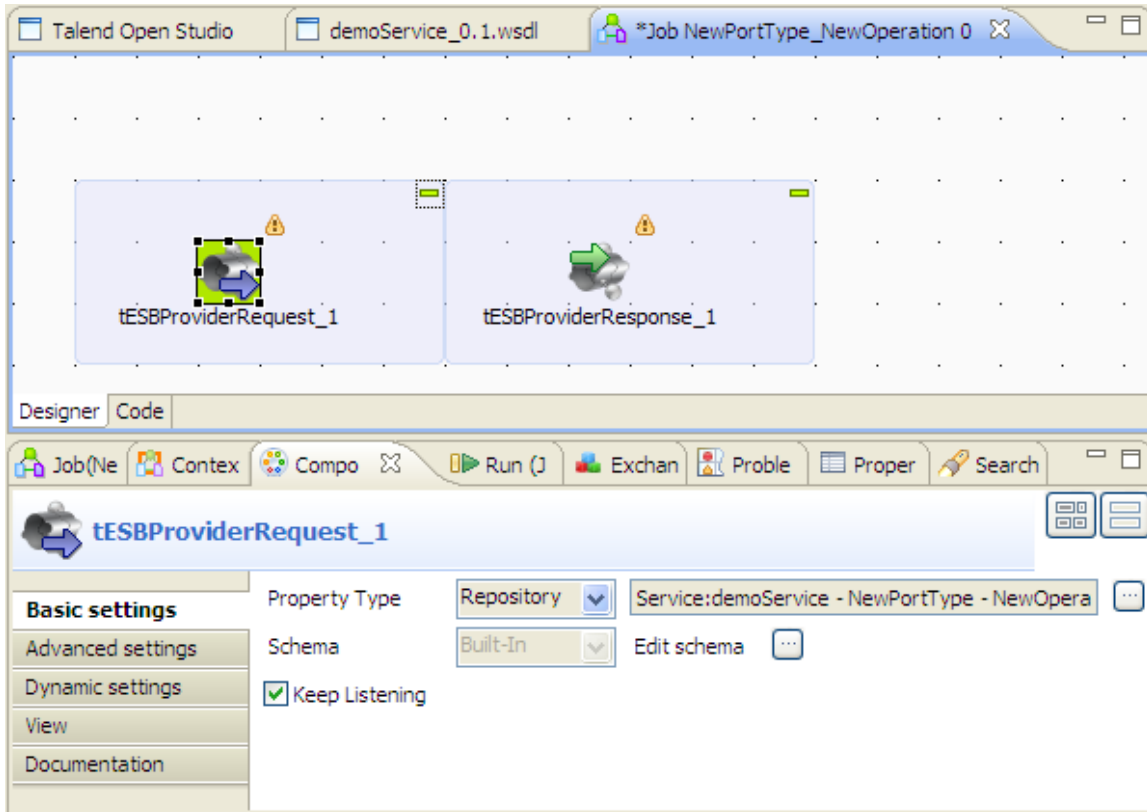 Talend Open Studio demoService_0.1.wsdl *Job NewPortType_NewOperation 0
tESBProviderRequest_1 tESBProviderResponse_1
Designer Code
Job(Ne Contex Compo Run (J Exchan Proble Proper Search
tESBProviderRequest_1
Basic settings
Advanced settings
Dynamic settings
View
Documentation
Property Type Repository Service:demoService - NewPortType - NewOpera ...
Schema Built-In Edit schema ...
Keep Listening